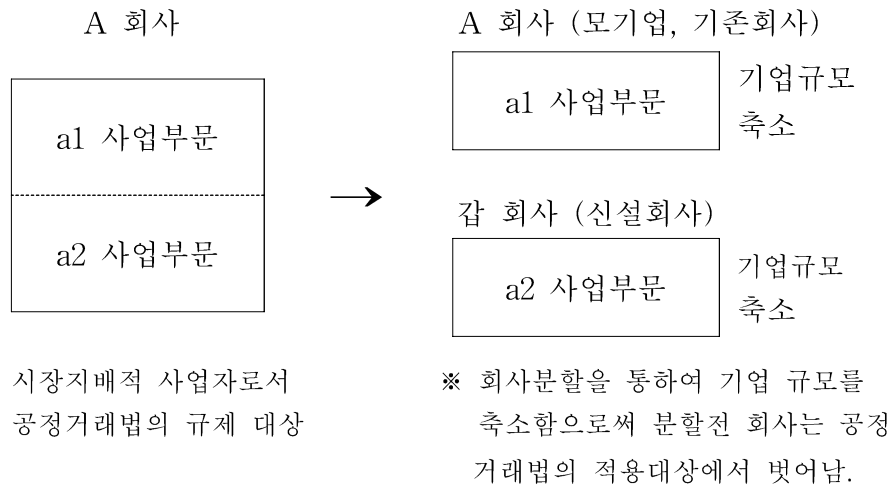 A 회사
a1 사업부문
a2 사업부문
시장지배적 사업자로서
공정거래법의 규제 대상
→
A 회사 (모기업, 기존회사)
a1 사업부문
기업규모
축소
갑 회사 (신설회사)
a2 사업부문
기업규모
축소
※ 회사분할을 통하여 기업 규모를
축소함으로써 분할전 회사는 공정
거래법의 적용대상에서 벗어남.